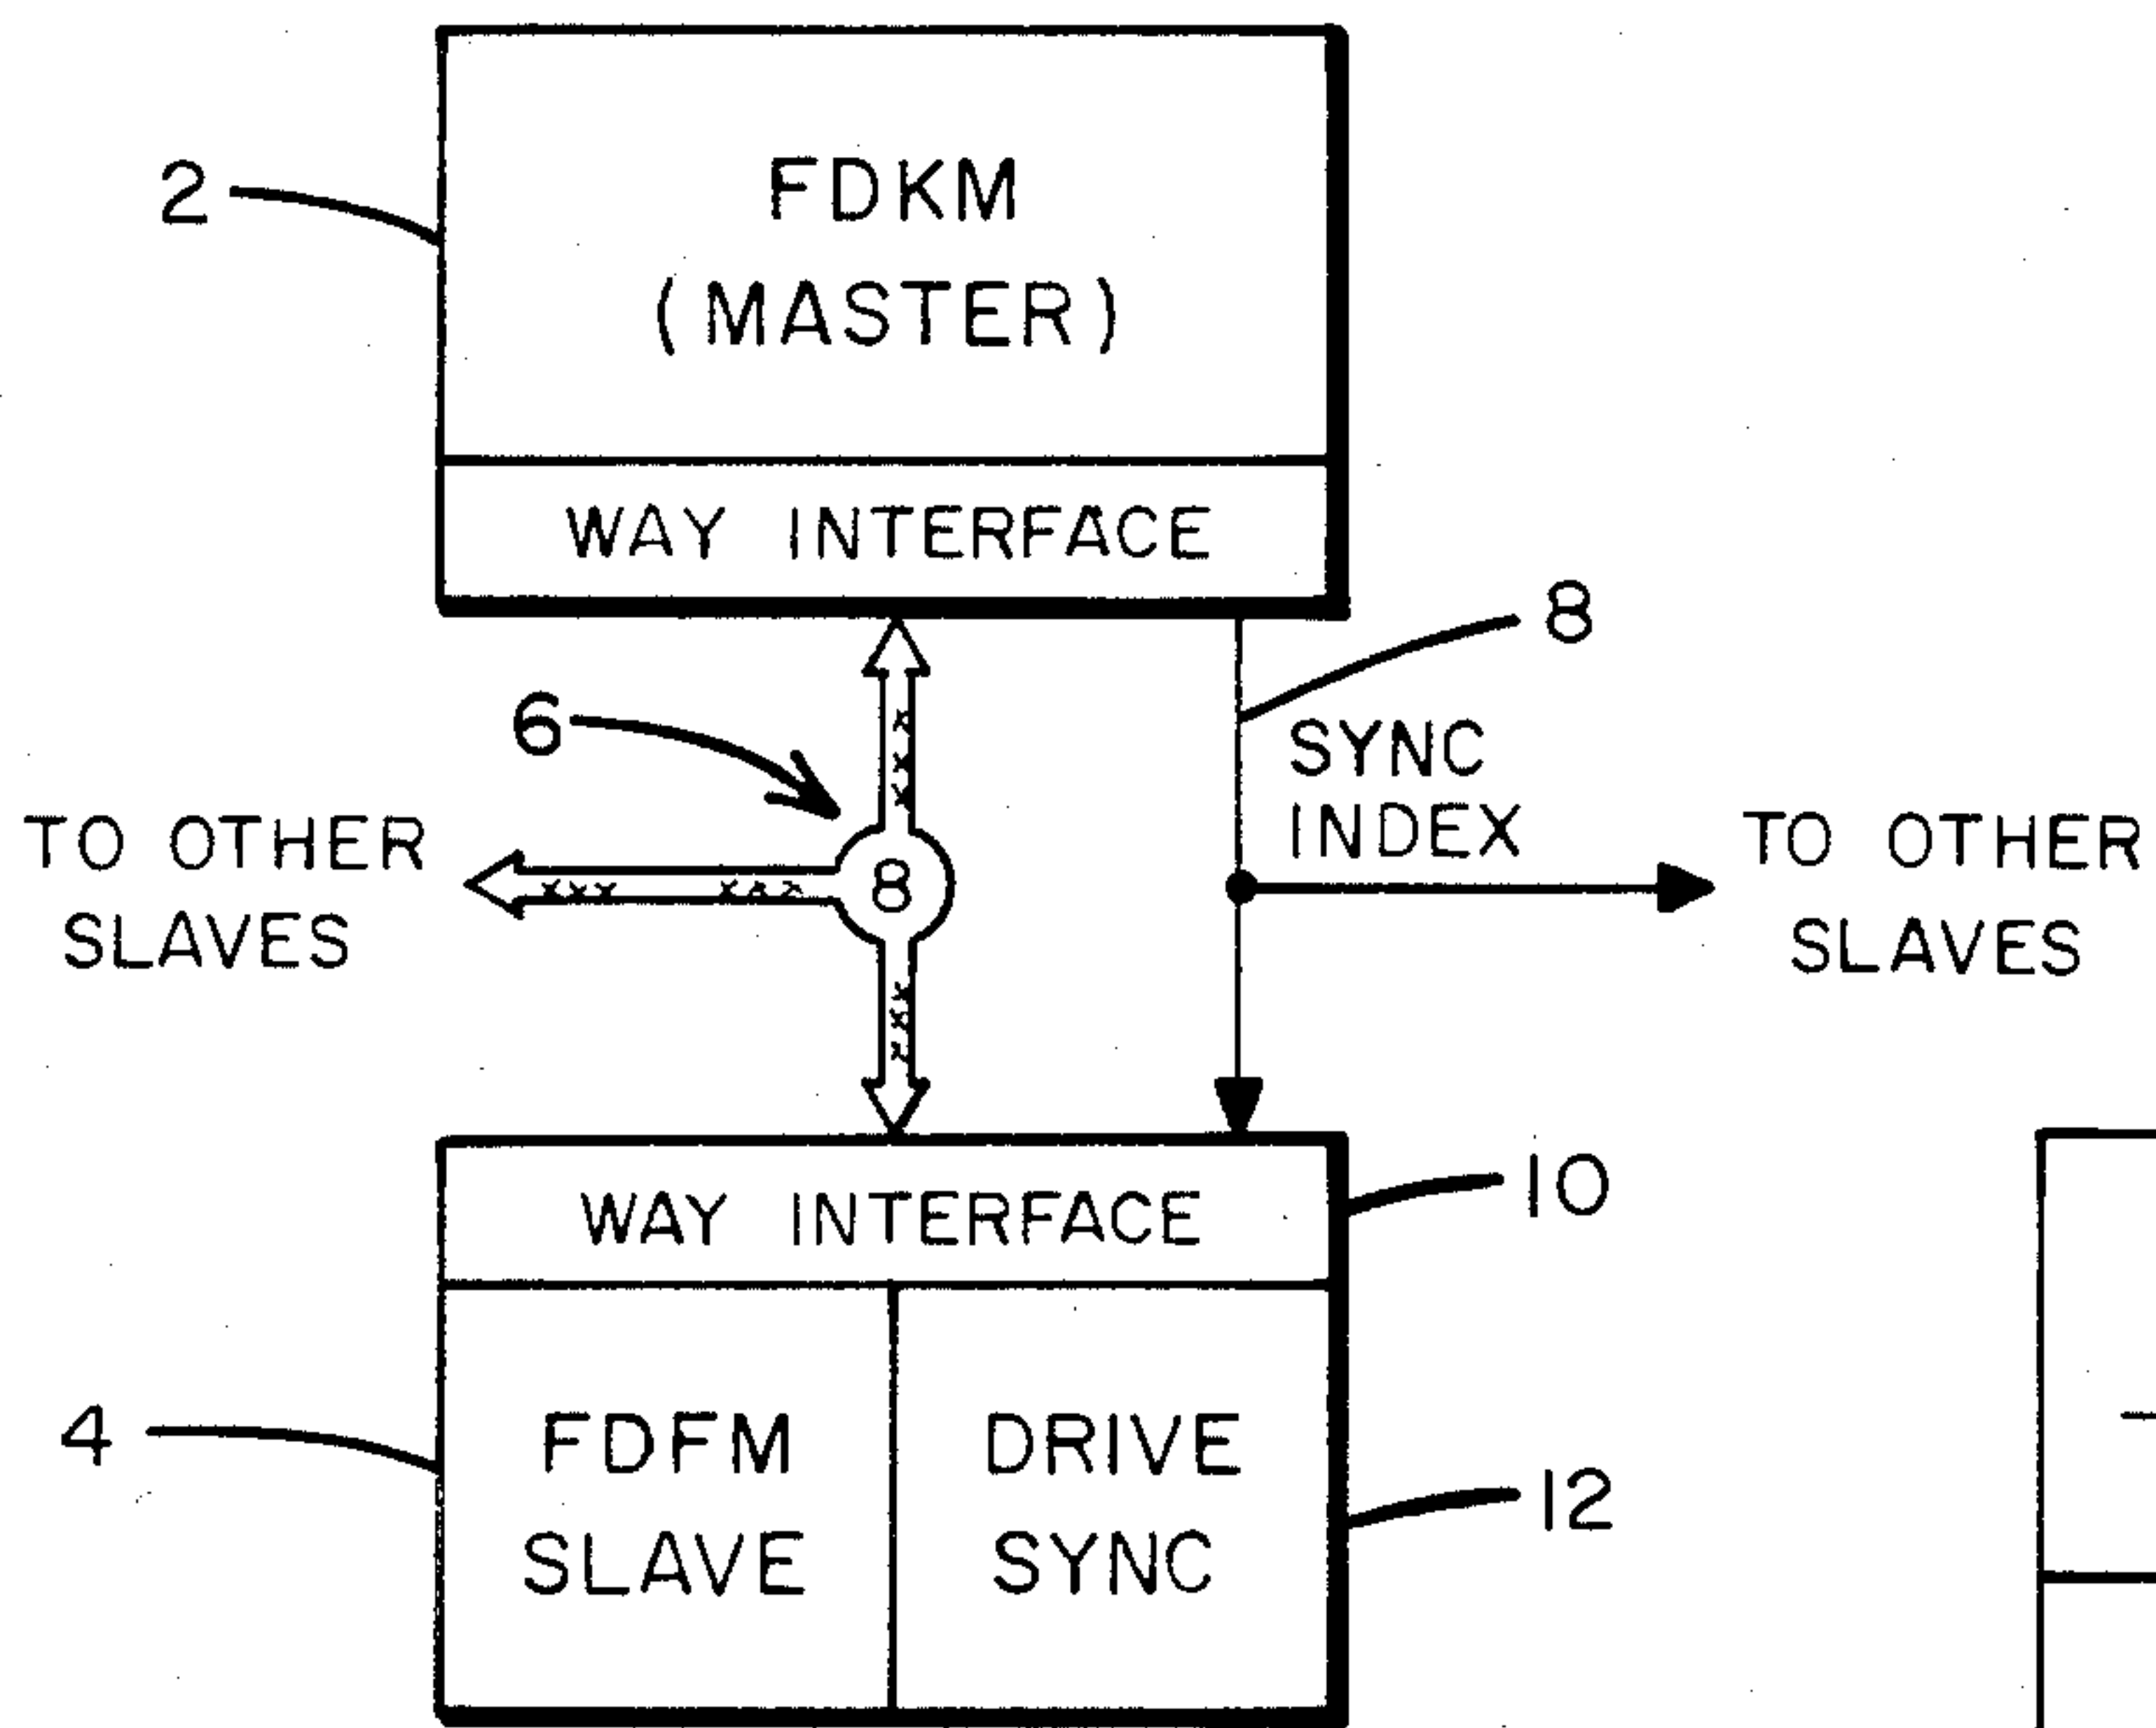 FDKM
2
(MASTER)
WAY INTERFACE
8
6
SYNC
INDEX
TO OTHER
SLAVES
8
TO OTHER
SLAVES
WAY INTERFACE
10
4
FDFM
SLAVE
DRIVE
SYNC
12